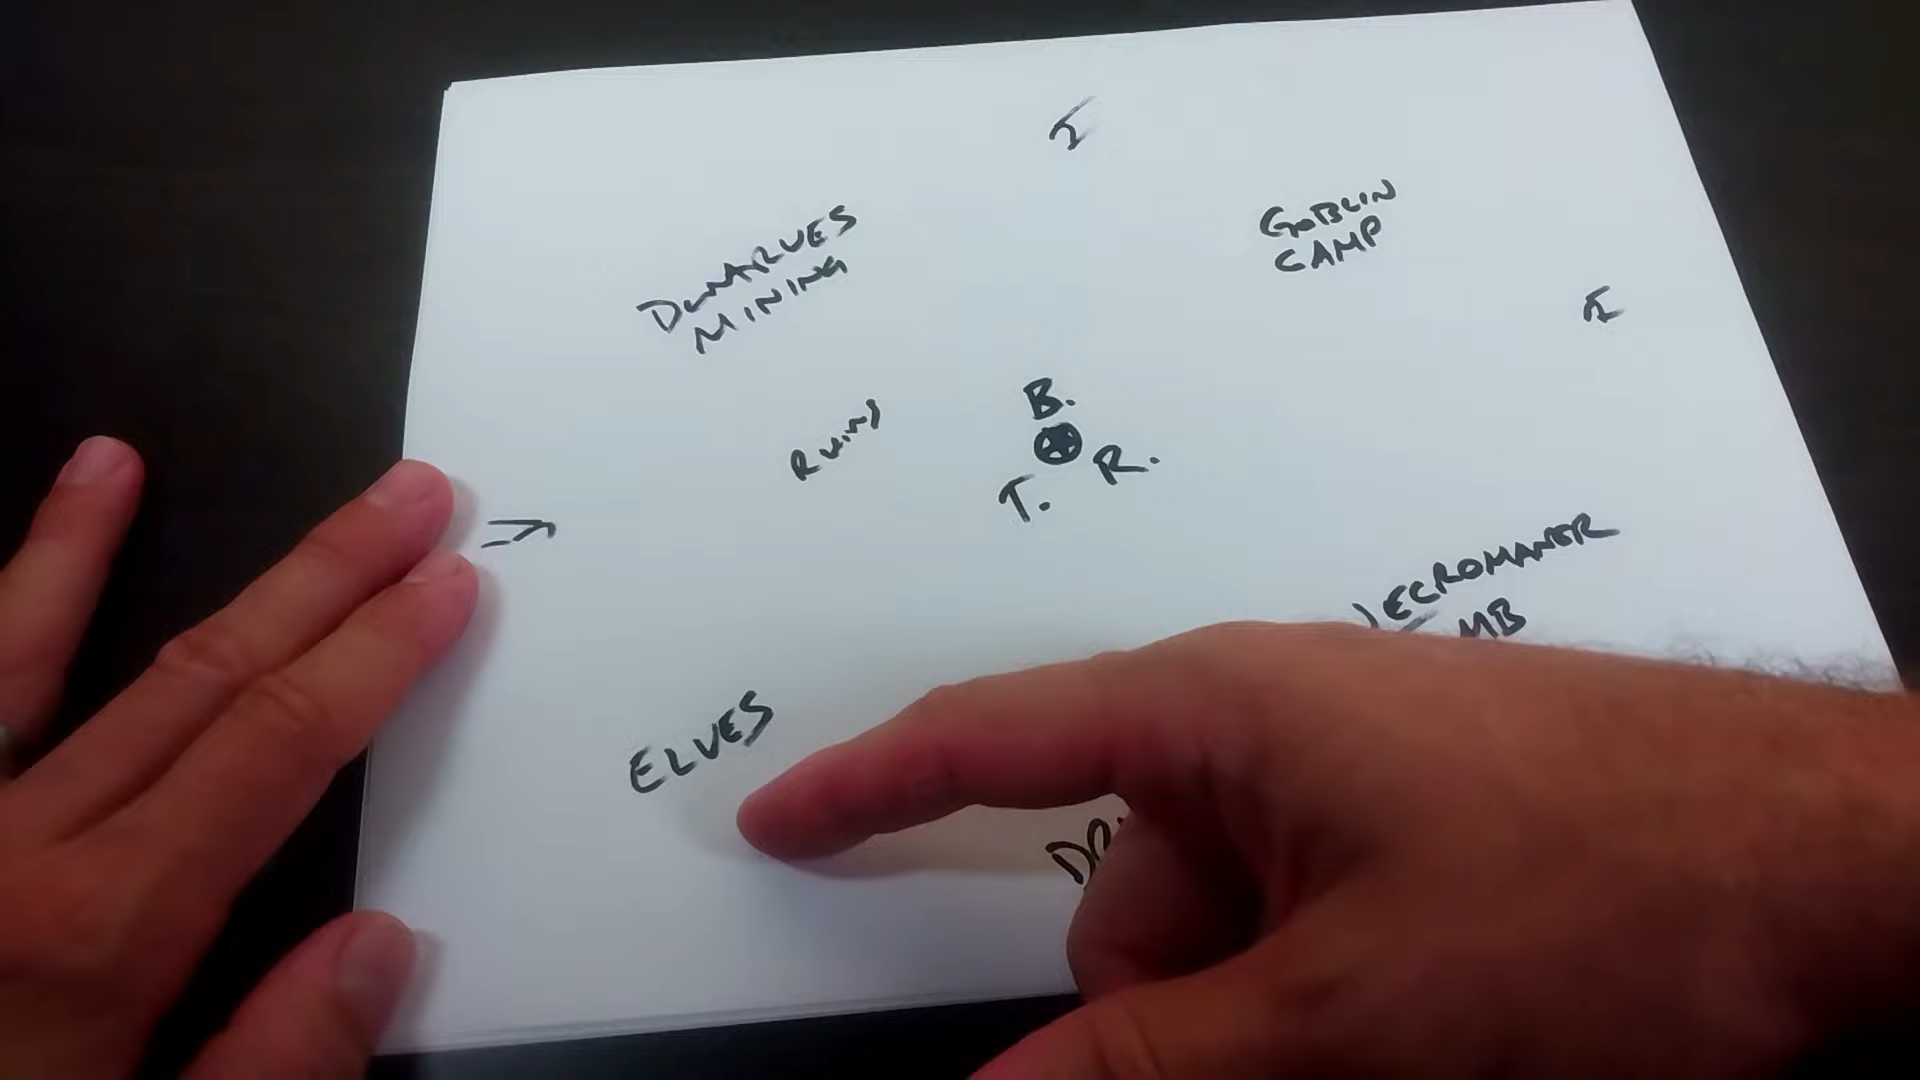 I
GOBLIN
CAMP
DWARVES
MINING
I
B.
RUINS
R.
T.
ELVES